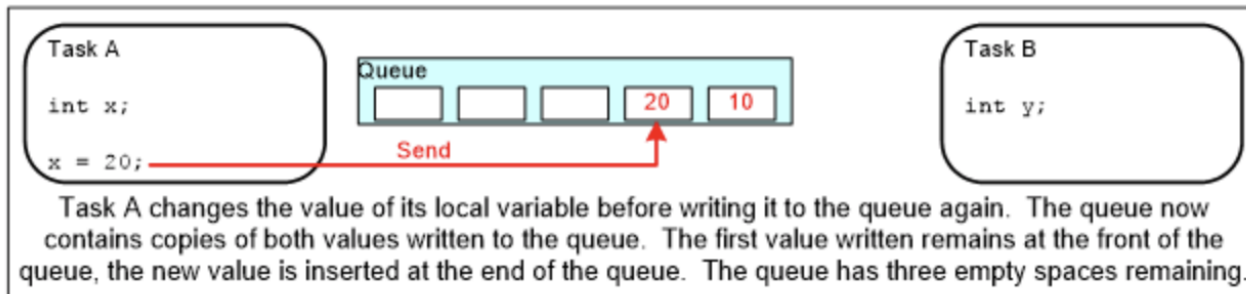 Task A
int x;
x = 20;
Queue
20 10
Send
Task B
int y;
Task A changes the value of its local variable before writing it to the queue again. The queue now
contains copies of both values written to the queue. The first value written remains at the front of the
queue, the new value is inserted at the end of the queue. The queue has three empty spaces remaining.